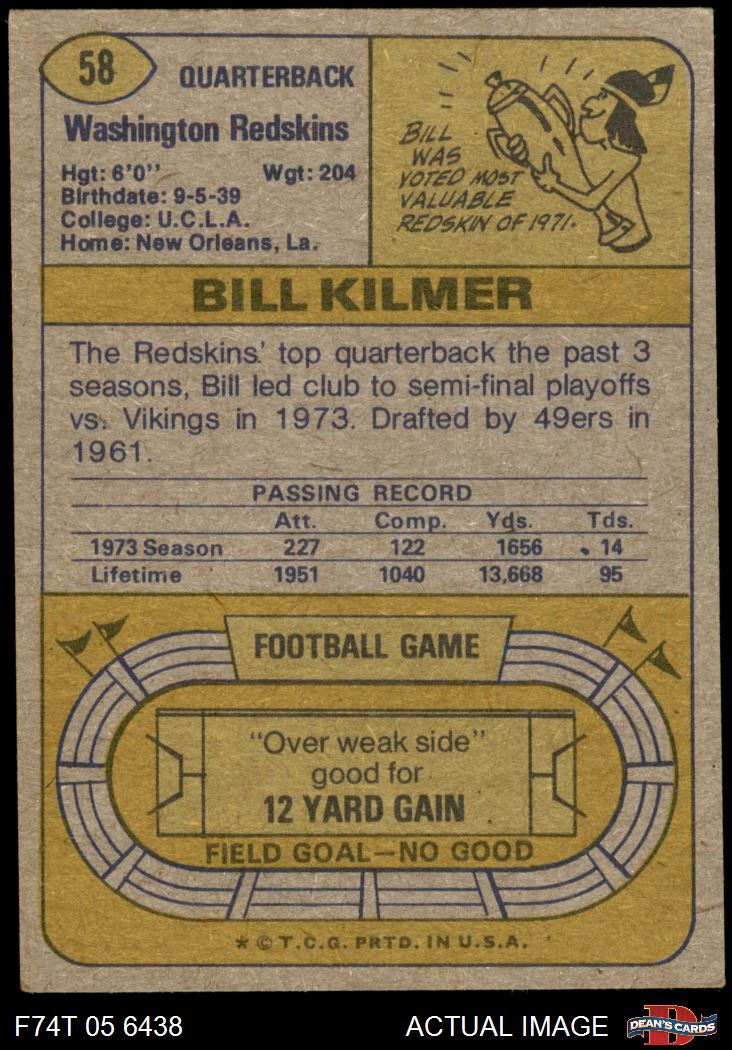 58
QUARTERBACK
Washington Redskins
Hgt: 6'0'' Wgt: 204
Birthdate: 9-5-39
College: U.C.L.A.
Home: New Orleans, La.
BILL
WAS
VOTED MOST
VALUABLE
REDSKIN OF 1971.
BILL KILMER
The Redskins' top quarterback the past 3
seasons, Bill led club to semi-final playoffs
vs. Vikings in 1973. Drafted by 49ers in
1961.
PASSING RECORD
Att. Comp. Yds. Tds.
1973 Season 227 122 1656 14
Lifetime 1951 1040 13,668 95
FOOTBALL GAME
"Over weak side"
good for
12 YARD GAIN
FIELD GOAL—NO GOOD
* © T.C.G. PRTD. IN U.S.A.
F74T 05 6438 ACTUAL IMAGE
D
DEAN'S CARDS